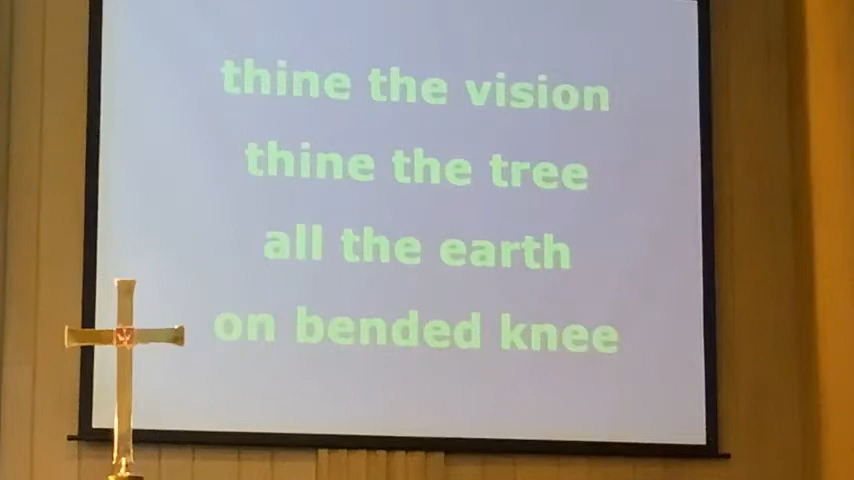 thine the vision
thine the tree
all the earth
on bended knee